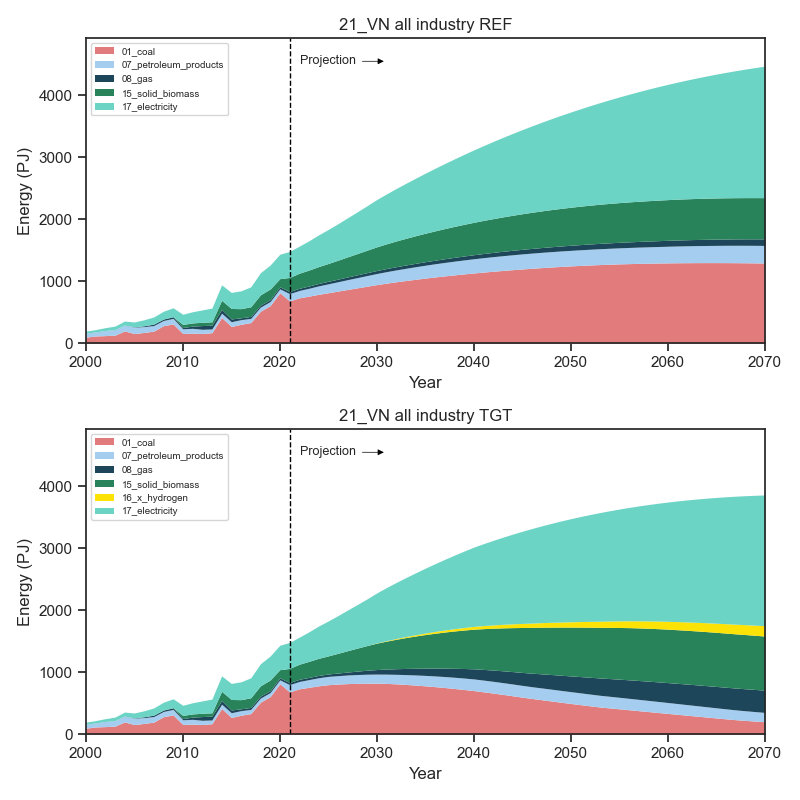 21_VN all industry REF
01_coal
07_petroleum_products
08_gas
15_solid_biomass
17_electricity
Projection
Energy (PJ)
4000
3000
2000
1000
0
2000 2010 2020 2030 2040 2050 2060 2070
Year
21_VN all industry TGT
01_coal
07_petroleum_products
08_gas
15_solid_biomass
16_x_hydrogen
17_electricity
Projection
Energy (PJ)
4000
3000
2000
1000
0
2000 2010 2020 2030 2040 2050 2060 2070
Year